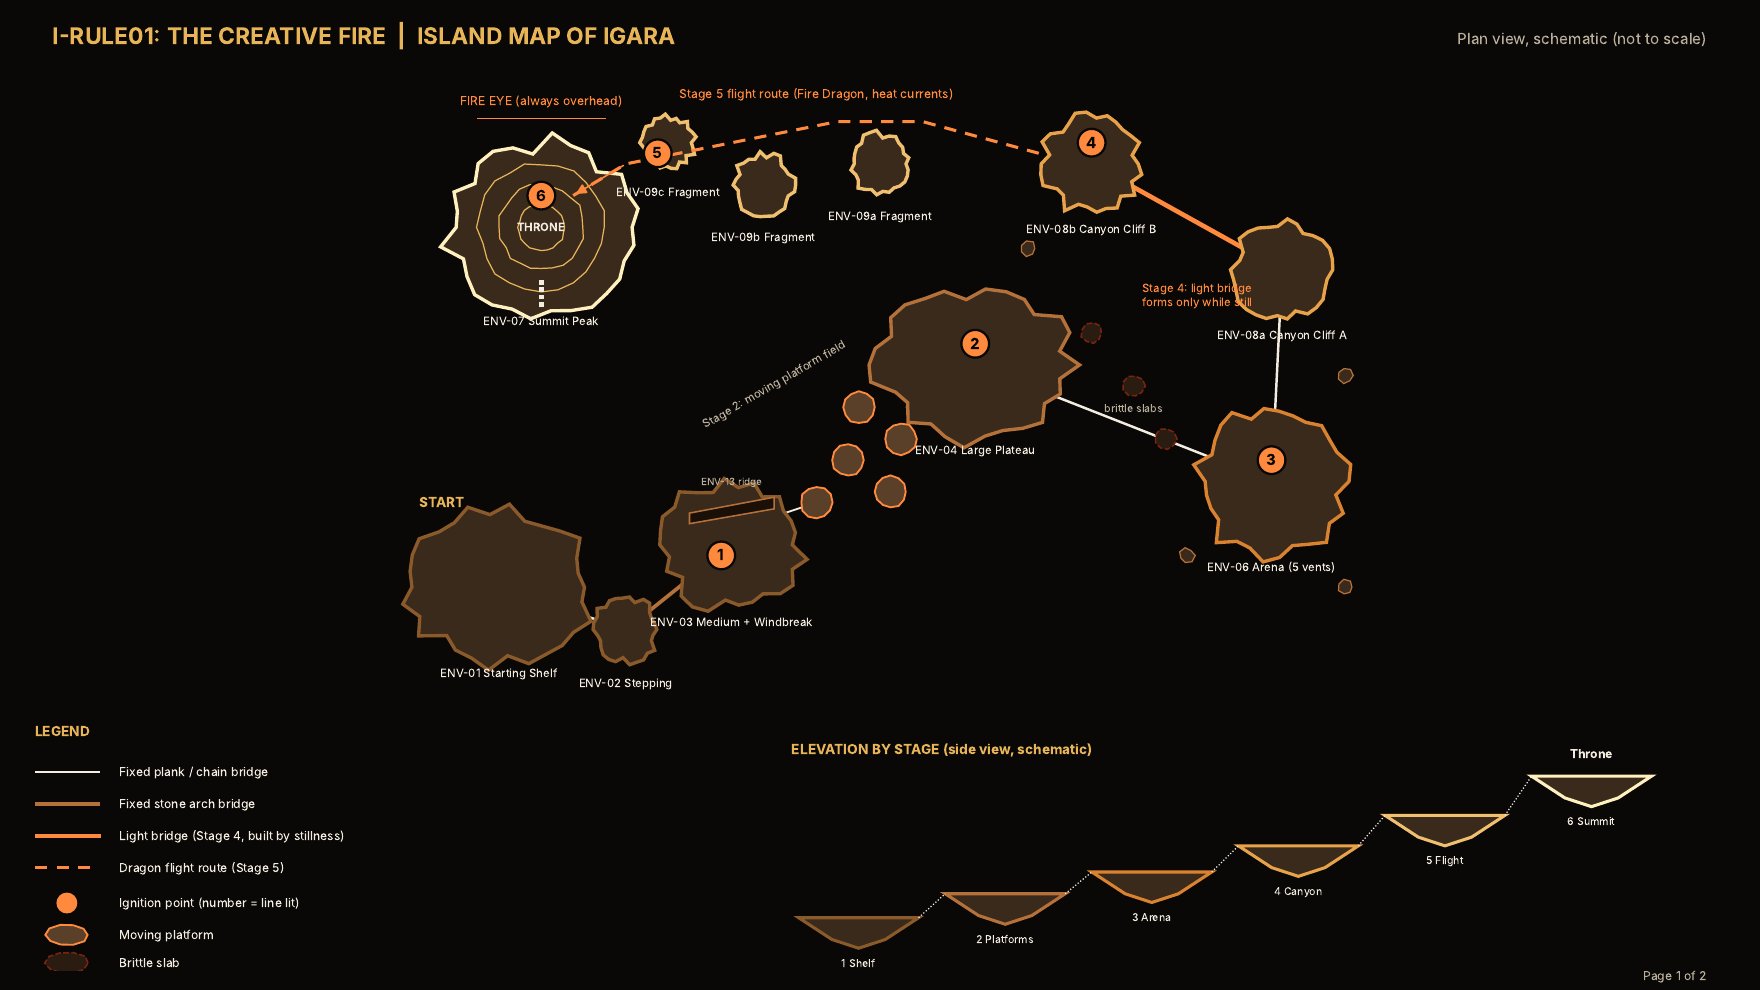 I-RULE01: THE CREATIVE FIRE | ISLAND MAP OF IGARA
Plan view, schematic (not to scale)
FIRE EYE (always overhead)
Stage 5 flight route (Fire Dragon, heat currents)
5
4
6
THRONE
ENV-09c Fragment
ENV-09b Fragment
ENV-09a Fragment
ENV-08b Canyon Cliff B
ENV-07 Summit Peak
Stage 4: light bridge
forms only while still
ENV-08a Canyon Cliff A
2
Stage 2: moving platform field
brittle slabs
ENV-04 Large Plateau
3
ENV-13 ridge
START
1
ENV-06 Arena (5 vents)
ENV-03 Medium + Windbreak
ENV-01 Starting Shelf
ENV-02 Stepping
LEGEND
Fixed plank / chain bridge
Fixed stone arch bridge
Light bridge (Stage 4, built by stillness)
Dragon flight route (Stage 5)
Ignition point (number = line lit)
Moving platform
Brittle slab
ELEVATION BY STAGE (side view, schematic)
Throne
6 Summit
5 Flight
4 Canyon
3 Arena
2 Platforms
1 Shelf
Page 1 of 2